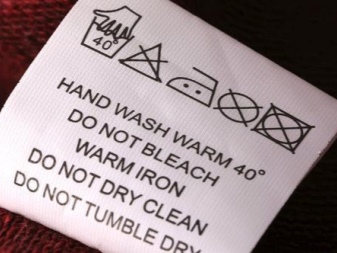 40°
HAND WASH WARM 40°
DO NOT BLEACH
WARM IRON
DO NOT DRY CLEAN
DO NOT TUMBLE DRY